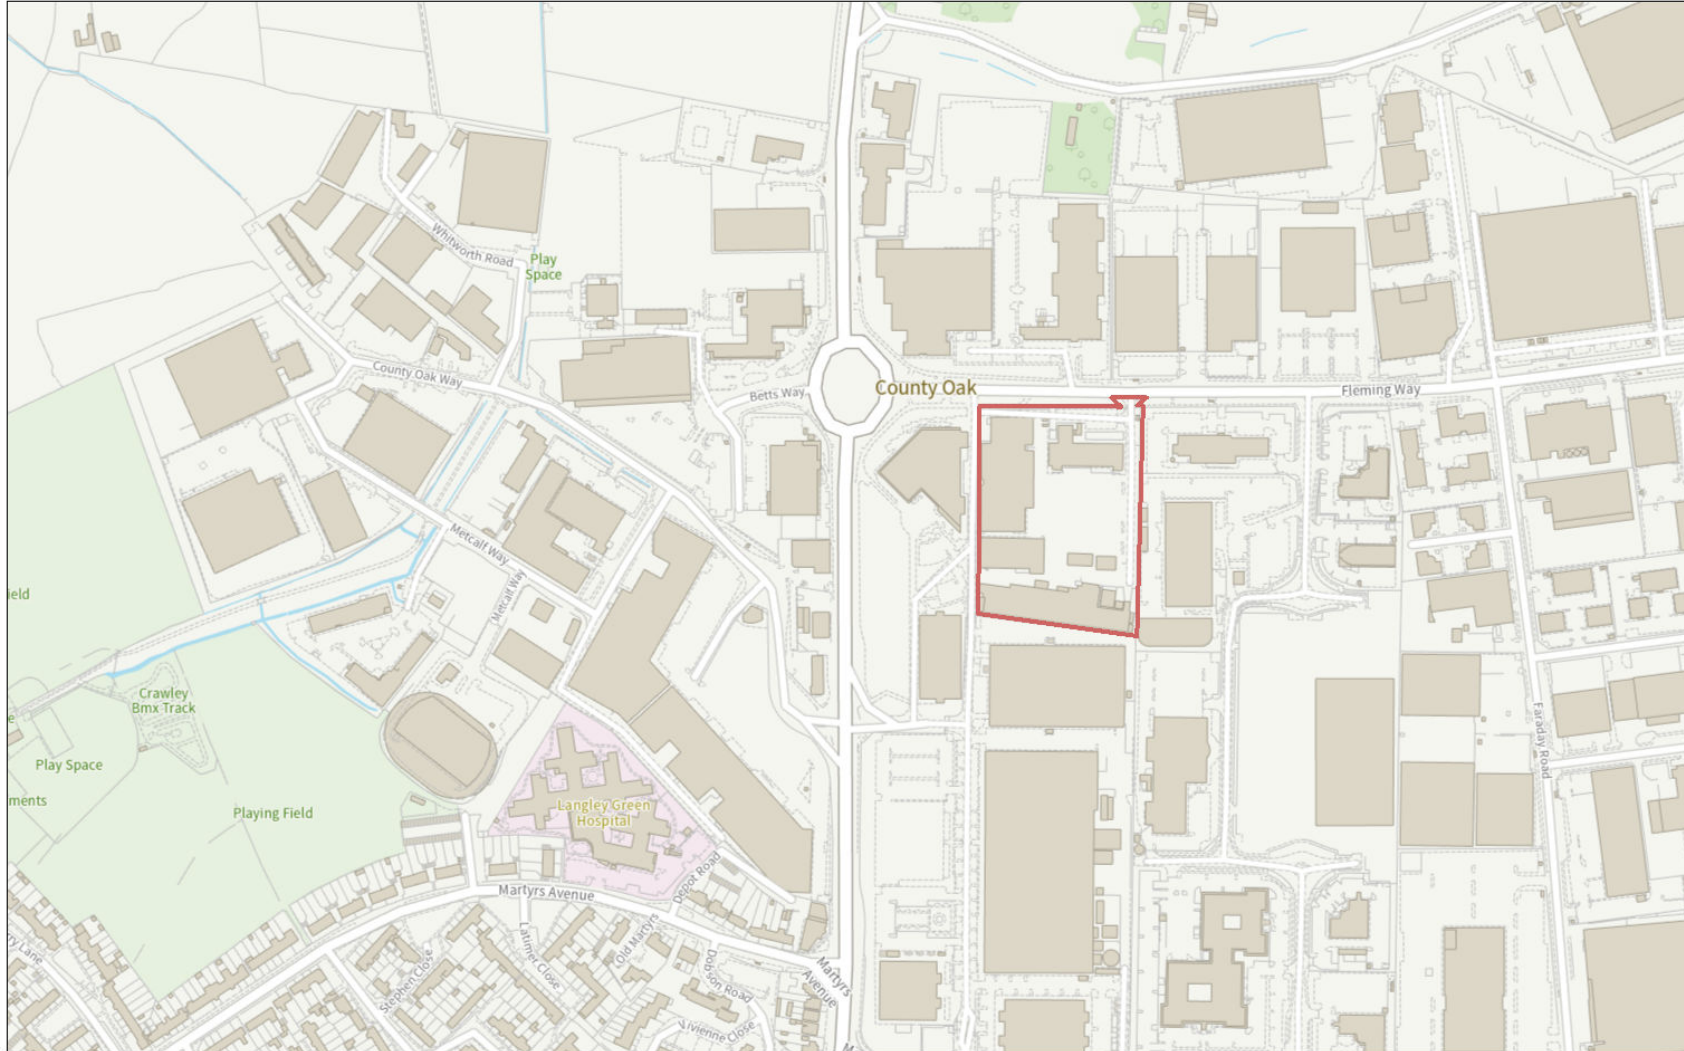 Whitworth Road
Play
Space
County Oak Way
Betts Way
County Oak
Fleming Way
Metcalf Way
Metcalf Way
ield
Crawley
Bmx Track
e
Play Space
ments
Playing Field
Langley Green
Hospital
Faraday Road
Depot Road
Martyrs Avenue
Latimer Close
Old Martyrs
Stephen Close
Dobson Road
Martyrs
Avenue
Vivienne Close
ry Lane
M